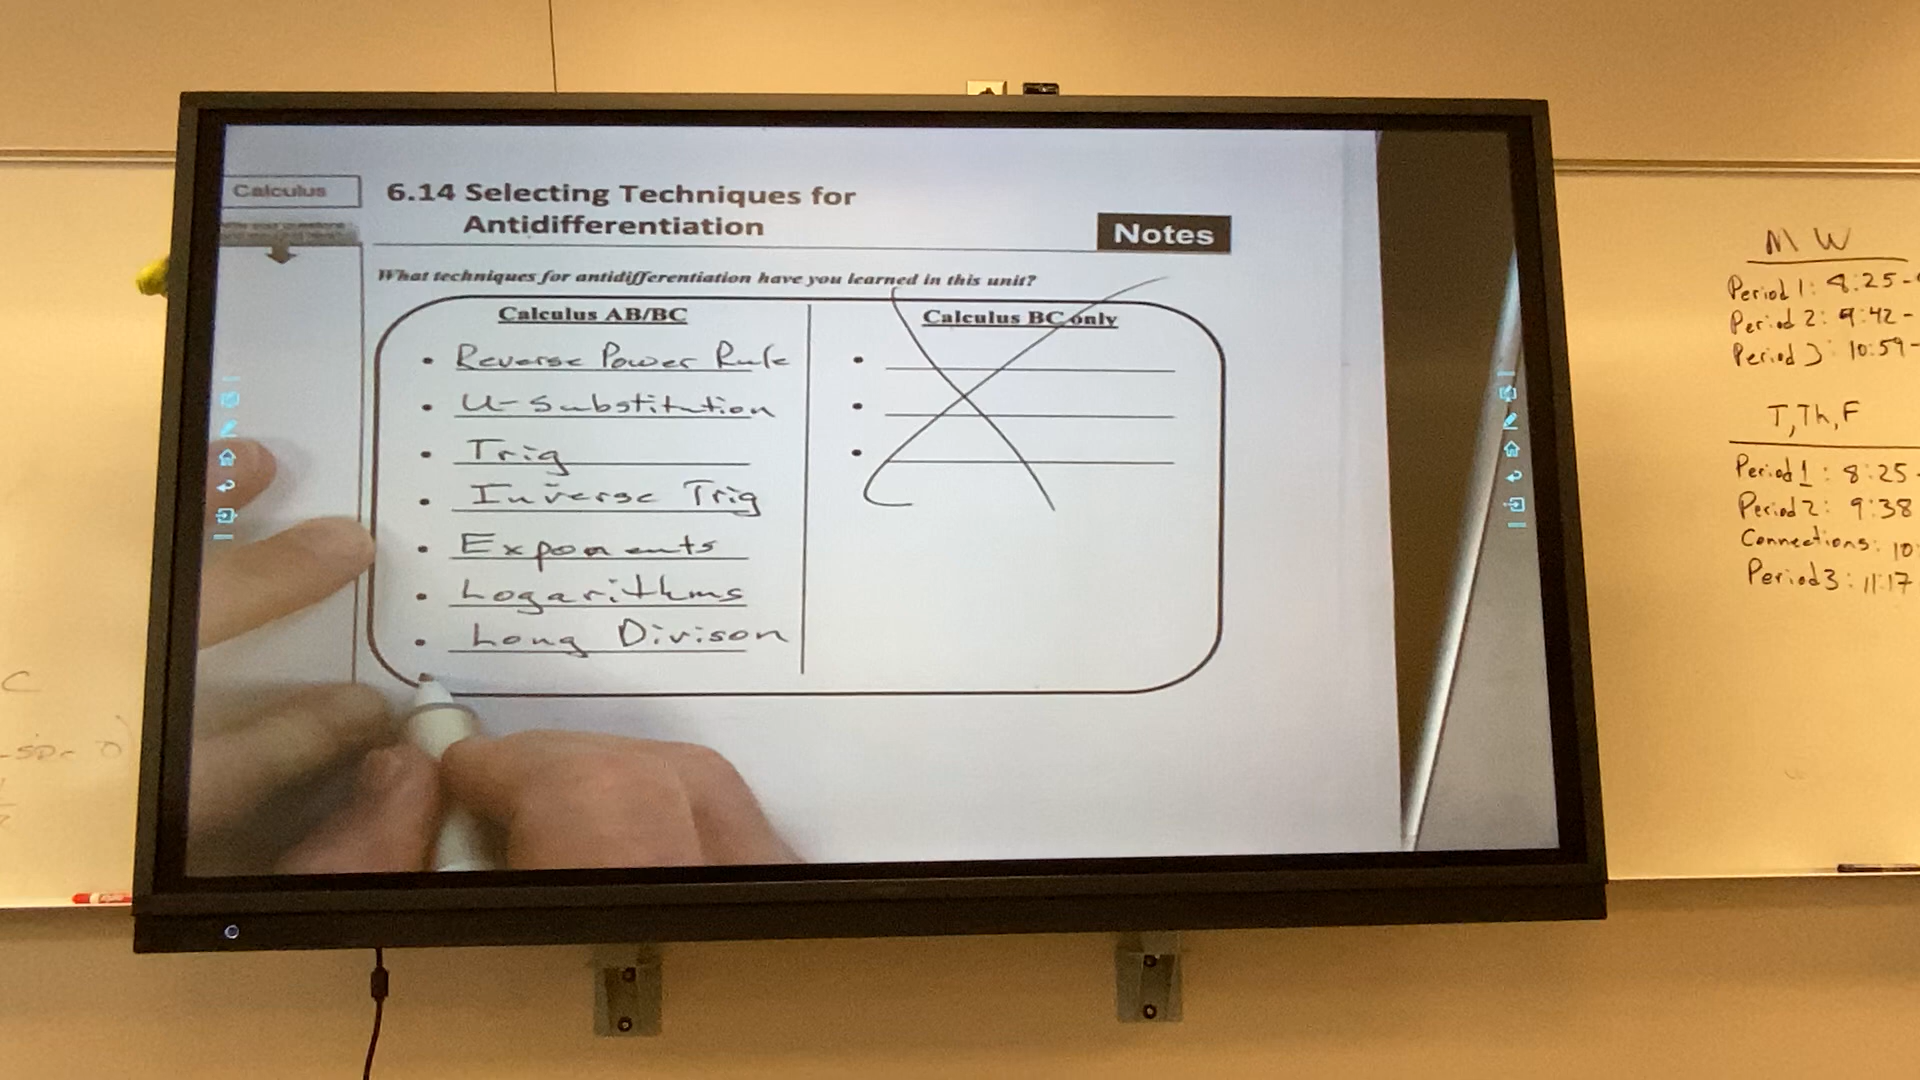 Calculus
6.14 Selecting Techniques for
Antidifferentiation
Notes
What techniques for antidifferentiation have you learned in this unit?
Calculus AB/BC
• Reverse Power Rule
• U-Substitution
• Trig
• Inverse Trig
• Exponents
• Logarithms
• Long Divison
Calculus BC only
M W
Period 1: 8:25-
Period 2: 9:42-
Period 3: 10:59-
T, Th, F
Period 1: 8:25-
Period 2: 9:38
Connections: 10
Period 3: 11:17
C